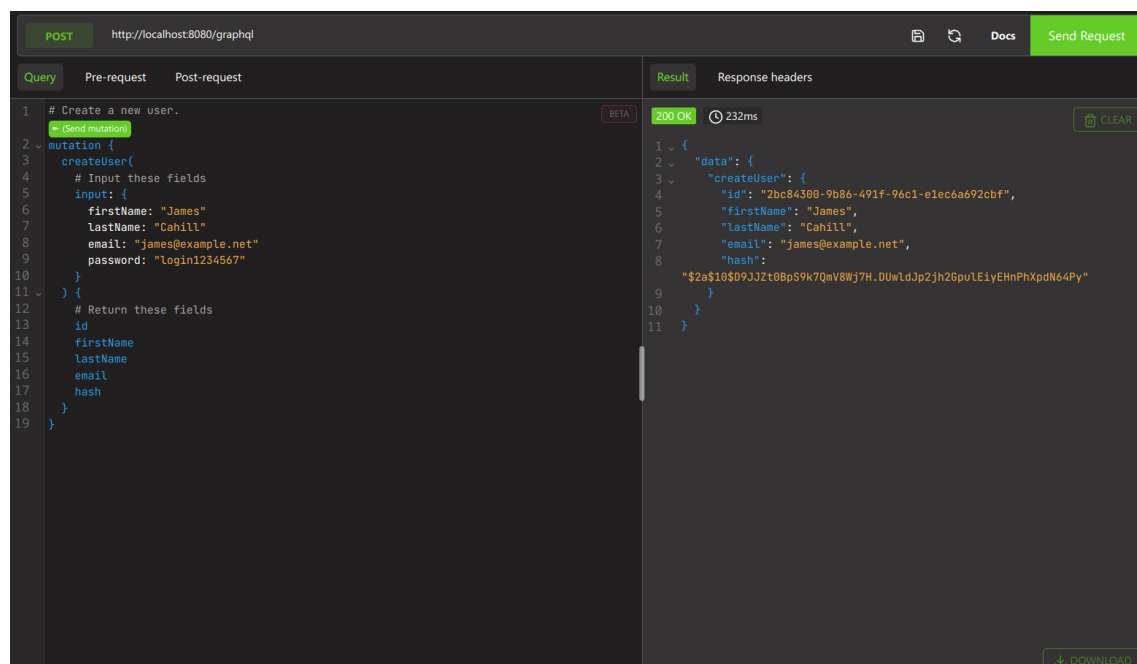 POST http://localhost:8080/graphql Docs Send Request
Query Pre-request Post-request
1 # Create a new user. BETA
(Send mutation)
2 mutation {
3 createUser(
4 # Input these fields
5 input: {
6 firstName: "James"
7 lastName: "Cahill"
8 email: "james@example.net"
9 password: "login1234567"
10 }
11 ) {
12 # Return these fields
13 id
14 firstName
15 lastName
16 email
17 hash
18 }
19 }
Result Response headers
200 OK 232ms CLEAR
1 {
2 "data": {
3 "createUser": {
4 "id": "2bc84300-9b86-491f-96c1-e1ec6a692cbf",
5 "firstName": "James",
6 "lastName": "Cahill",
7 "email": "james@example.net",
8 "hash":
"$2a$10$D9JJZt0BpS9k7QmV8Wj7H.DUwldJp2jh2GpulEiyEHnPhXpdN64Py"
9 }
10 }
11 }
DOWNLOAD